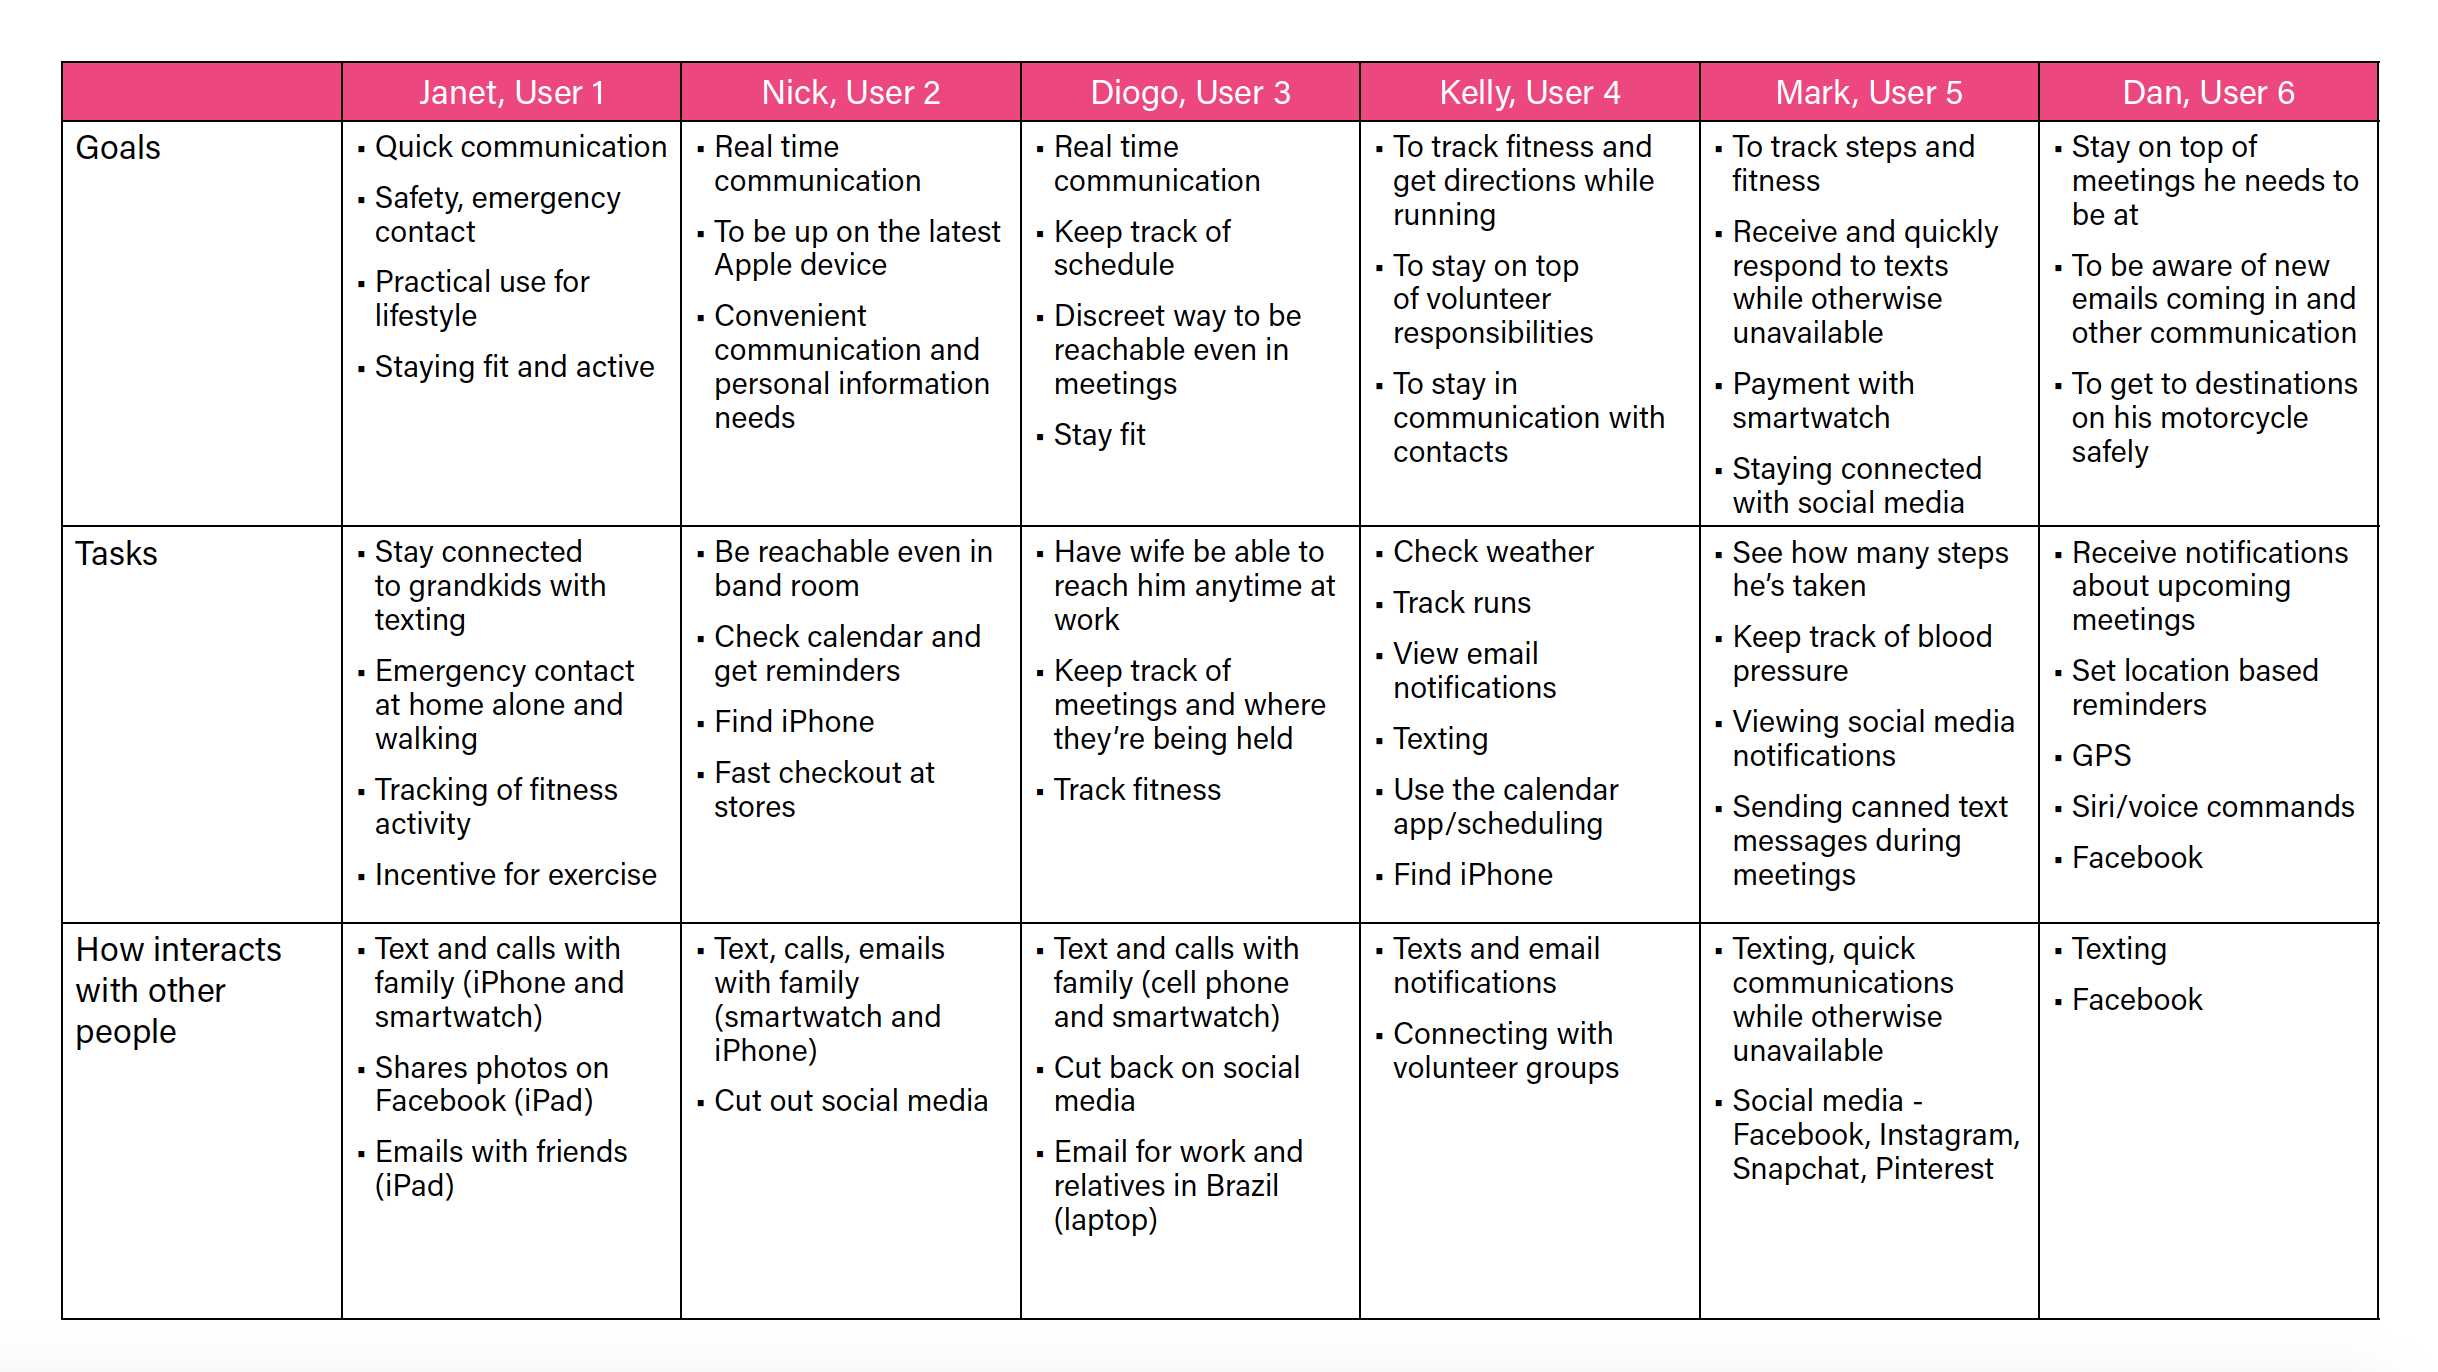 Janet, User 1
Nick, User 2
Diogo, User 3
Kelly, User 4
Mark, User 5
Dan, User 6
Goals
▪ Quick communication
▪ Safety, emergency
contact
▪ Practical use for
lifestyle
▪ Staying fit and active
▪ Real time
communication
▪ To be up on the latest
Apple device
▪ Convenient
communication and
personal information
needs
▪ Real time
communication
▪ Keep track of
schedule
▪ Discreet way to be
reachable even in
meetings
▪ Stay fit
▪ To track fitness and
get directions while
running
▪ To stay on top
of volunteer
responsibilities
▪ To stay in
communication with
contacts
▪ To track steps and
fitness
▪ Receive and quickly
respond to texts
while otherwise
unavailable
▪ Payment with
smartwatch
▪ Staying connected
with social media
▪ Stay on top of
meetings he needs to
be at
▪ To be aware of new
emails coming in and
other communication
▪ To get to destinations
on his motorcycle
safely
Tasks
▪ Stay connected
to grandkids with
texting
▪ Emergency contact
at home alone and
walking
▪ Tracking of fitness
activity
▪ Incentive for exercise
▪ Be reachable even in
band room
▪ Check calendar and
get reminders
▪ Find iPhone
▪ Fast checkout at
stores
▪ Have wife be able to
reach him anytime at
work
▪ Keep track of
meetings and where
they’re being held
▪ Track fitness
▪ Check weather
▪ Track runs
▪ View email
notifications
▪ Texting
▪ Use the calendar
app/scheduling
▪ Find iPhone
▪ See how many steps
he’s taken
▪ Keep track of blood
pressure
▪ Viewing social media
notifications
▪ Sending canned text
messages during
meetings
▪ Receive notifications
about upcoming
meetings
▪ Set location based
reminders
▪ GPS
▪ Siri/voice commands
▪ Facebook
How interacts
with other
people
▪ Text and calls with
family (iPhone and
smartwatch)
▪ Shares photos on
Facebook (iPad)
▪ Emails with friends
(iPad)
▪ Text, calls, emails
with family
(smartwatch and
iPhone)
▪ Cut out social media
▪ Text and calls with
family (cell phone
and smartwatch)
▪ Cut back on social
media
▪ Email for work and
relatives in Brazil
(laptop)
▪ Texts and email
notifications
▪ Connecting with
volunteer groups
▪ Texting, quick
communications
while otherwise
unavailable
▪ Social media -
Facebook, Instagram,
Snapchat, Pinterest
▪ Texting
▪ Facebook